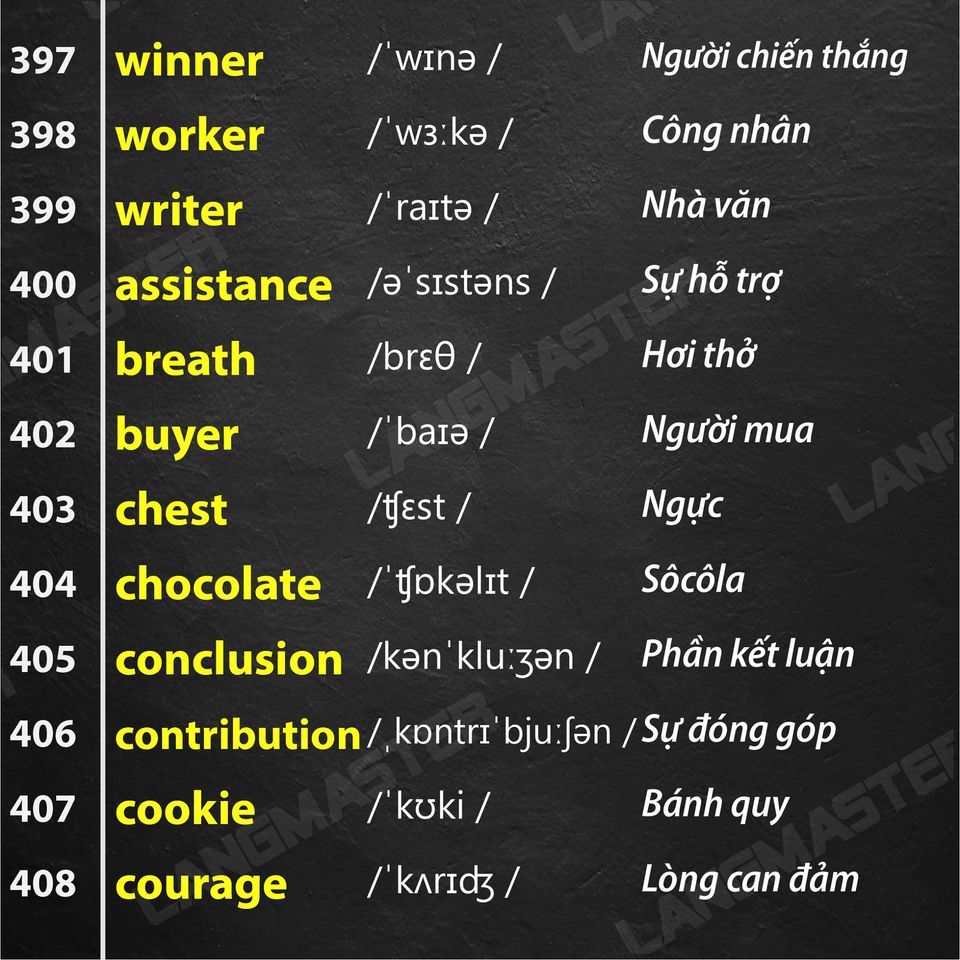 397 winner /ˈwɪnə / Người chiến thắng
398 worker /ˈwɜːkə / Công nhân
399 writer /ˈraɪtə / Nhà văn
400 assistance /əˈsɪstəns / Sự hỗ trợ
401 breath /brɛθ / Hơi thở
402 buyer /ˈbaɪə / Người mua
403 chest /ʧɛst / Ngực
404 chocolate /ˈʧɒkəlɪt / Sôcôla
405 conclusion /kənˈkluːʒən / Phần kết luận
406 contribution /ˌkɒntrɪˈbjuːʃən / Sự đóng góp
407 cookie /ˈkʊki / Bánh quy
408 courage /ˈkʌrɪʤ / Lòng can đảm
LANGMASTER
LANGMASTER
LANGMASTER